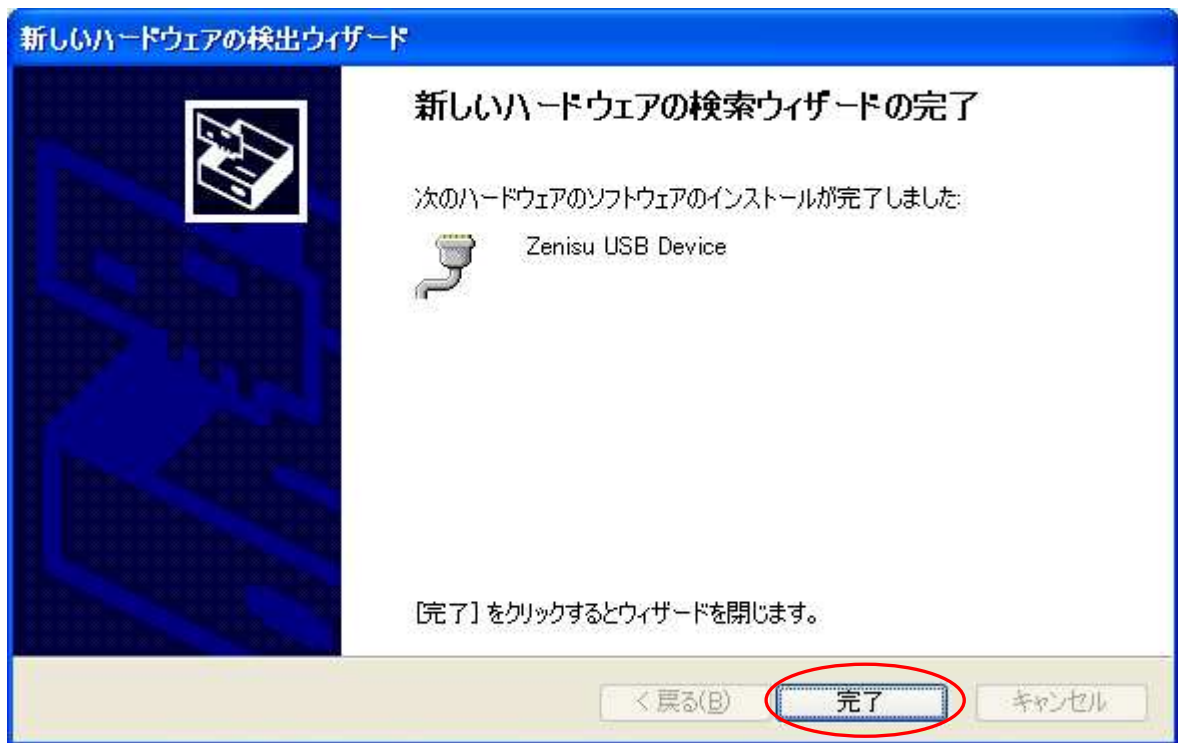 新しいハードウェアの検出ウィザード
新しいハードウェアの検索ウィザードの完了
次のハードウェアのソフトウェアのインストールが完了しました:
Zenisu USB Device
[完了] をクリックするとウィザードを閉じます。
< 戻る(B) 完了 キャンセル